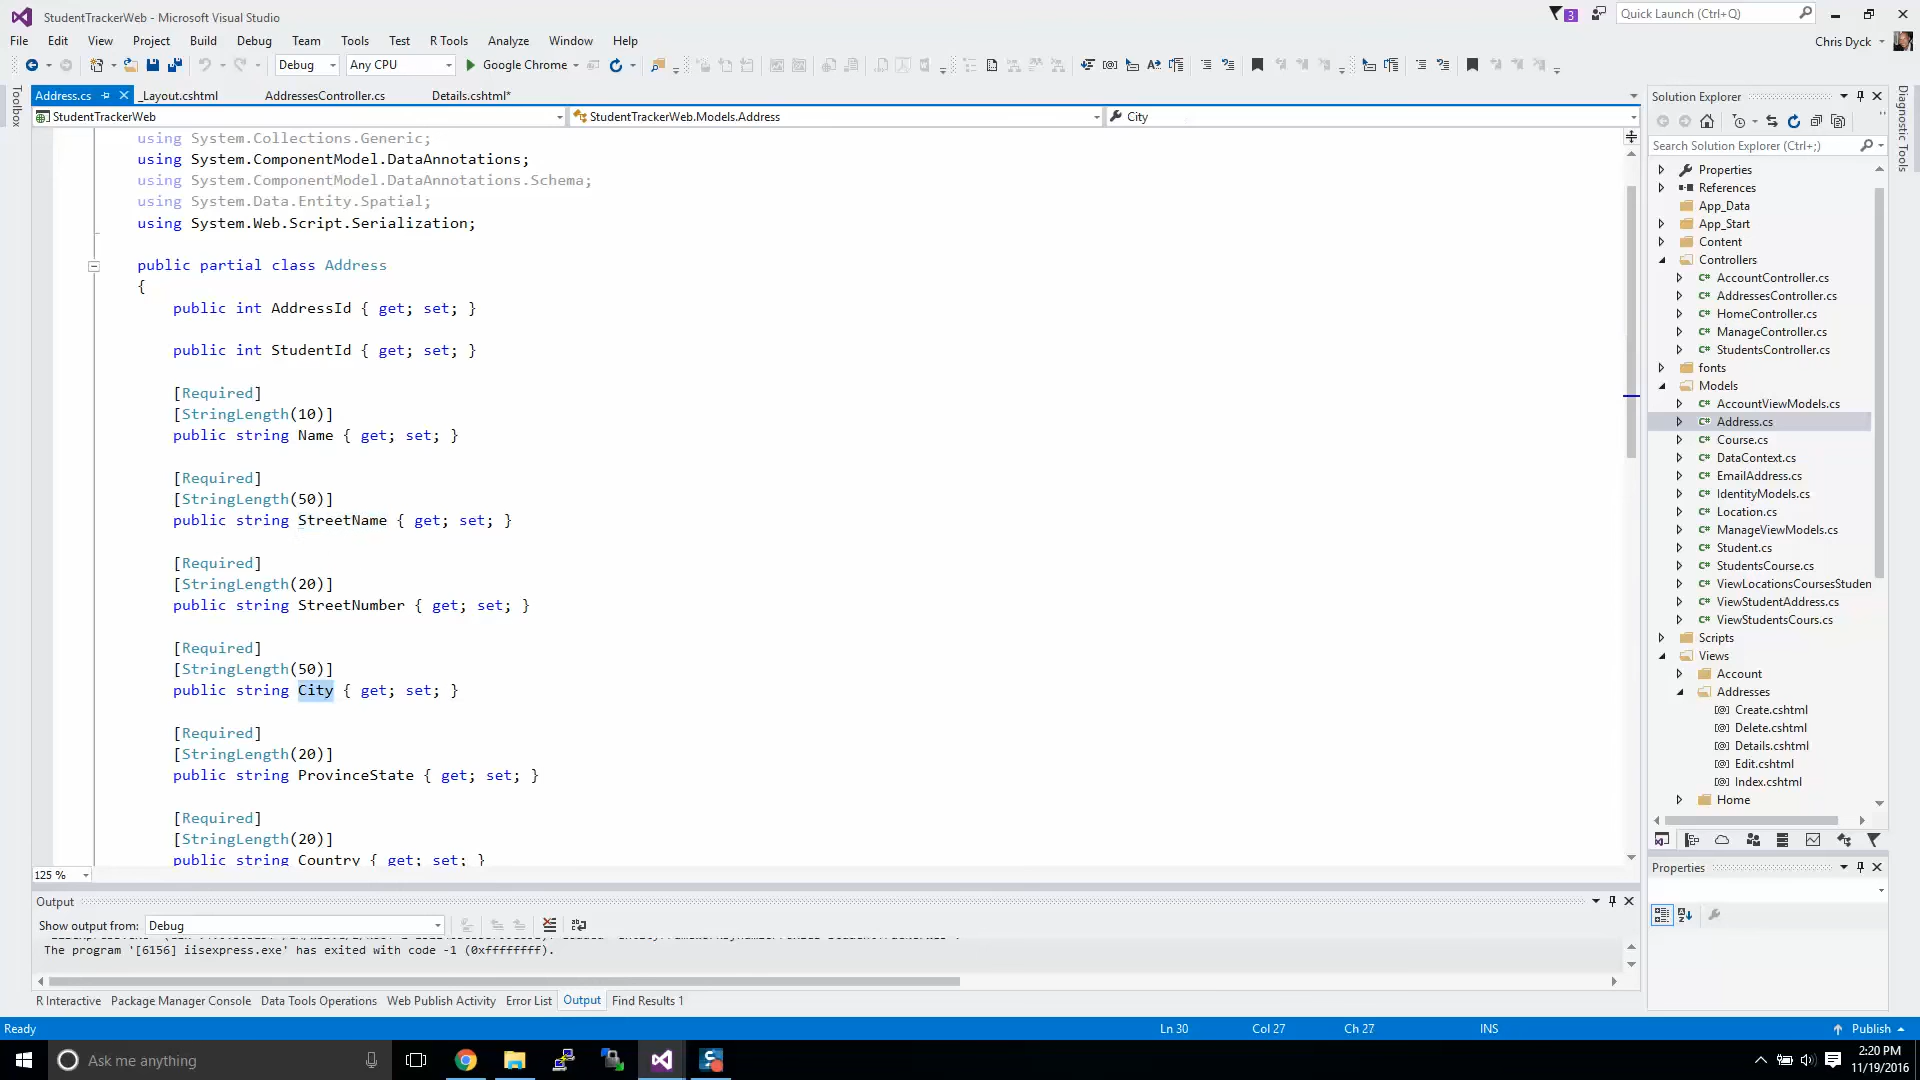 StudentTrackerWeb - Microsoft Visual Studio
3
Quick Launch (Ctrl+Q)
File Edit View Project Build Debug Team Tools Test R Tools Analyze Window Help
Chris Dyck
Debug Any CPU Google Chrome
Toolbox
Address.cs _Layout.cshtml AddressesController.cs Details.cshtml*
StudentTrackerWeb StudentTrackerWeb.Models.Address City
using System.Collections.Generic;
using System.ComponentModel.DataAnnotations;
using System.ComponentModel.DataAnnotations.Schema;
using System.Data.Entity.Spatial;
using System.Web.Script.Serialization;
public partial class Address
{
public int AddressId { get; set; }
public int StudentId { get; set; }
[Required]
[StringLength(10)]
public string Name { get; set; }
[Required]
[StringLength(50)]
public string StreetName { get; set; }
[Required]
[StringLength(20)]
public string StreetNumber { get; set; }
[Required]
[StringLength(50)]
public string City { get; set; }
[Required]
[StringLength(20)]
public string ProvinceState { get; set; }
[Required]
[StringLength(20)]
public string Country { get; set; }
125 %
Solution Explorer
Search Solution Explorer (Ctrl+;)
Properties
References
App_Data
App_Start
Content
Controllers
C# AccountController.cs
C# AddressesController.cs
C# HomeController.cs
C# ManageController.cs
C# StudentsController.cs
fonts
Models
C# AccountViewModels.cs
C# Address.cs
C# Course.cs
C# DataContext.cs
C# EmailAddress.cs
C# IdentityModels.cs
C# Location.cs
C# ManageViewModels.cs
C# Student.cs
C# StudentsCourse.cs
C# ViewLocationsCoursesStuden
C# ViewStudentAddress.cs
C# ViewStudentsCours.cs
Scripts
Views
Account
Addresses
[@] Create.cshtml
[@] Delete.cshtml
[@] Details.cshtml
[@] Edit.cshtml
[@] Index.cshtml
Home
Diagnostic Tools
Properties
Output
Show output from: Debug
The program '[6156] iisexpress.exe' has exited with code -1 (0xffffffff).
R Interactive Package Manager Console Data Tools Operations Web Publish Activity Error List Output Find Results 1
Ready Ln 30 Col 27 Ch 27 INS Publish
Ask me anything
2:20 PM
11/19/2016